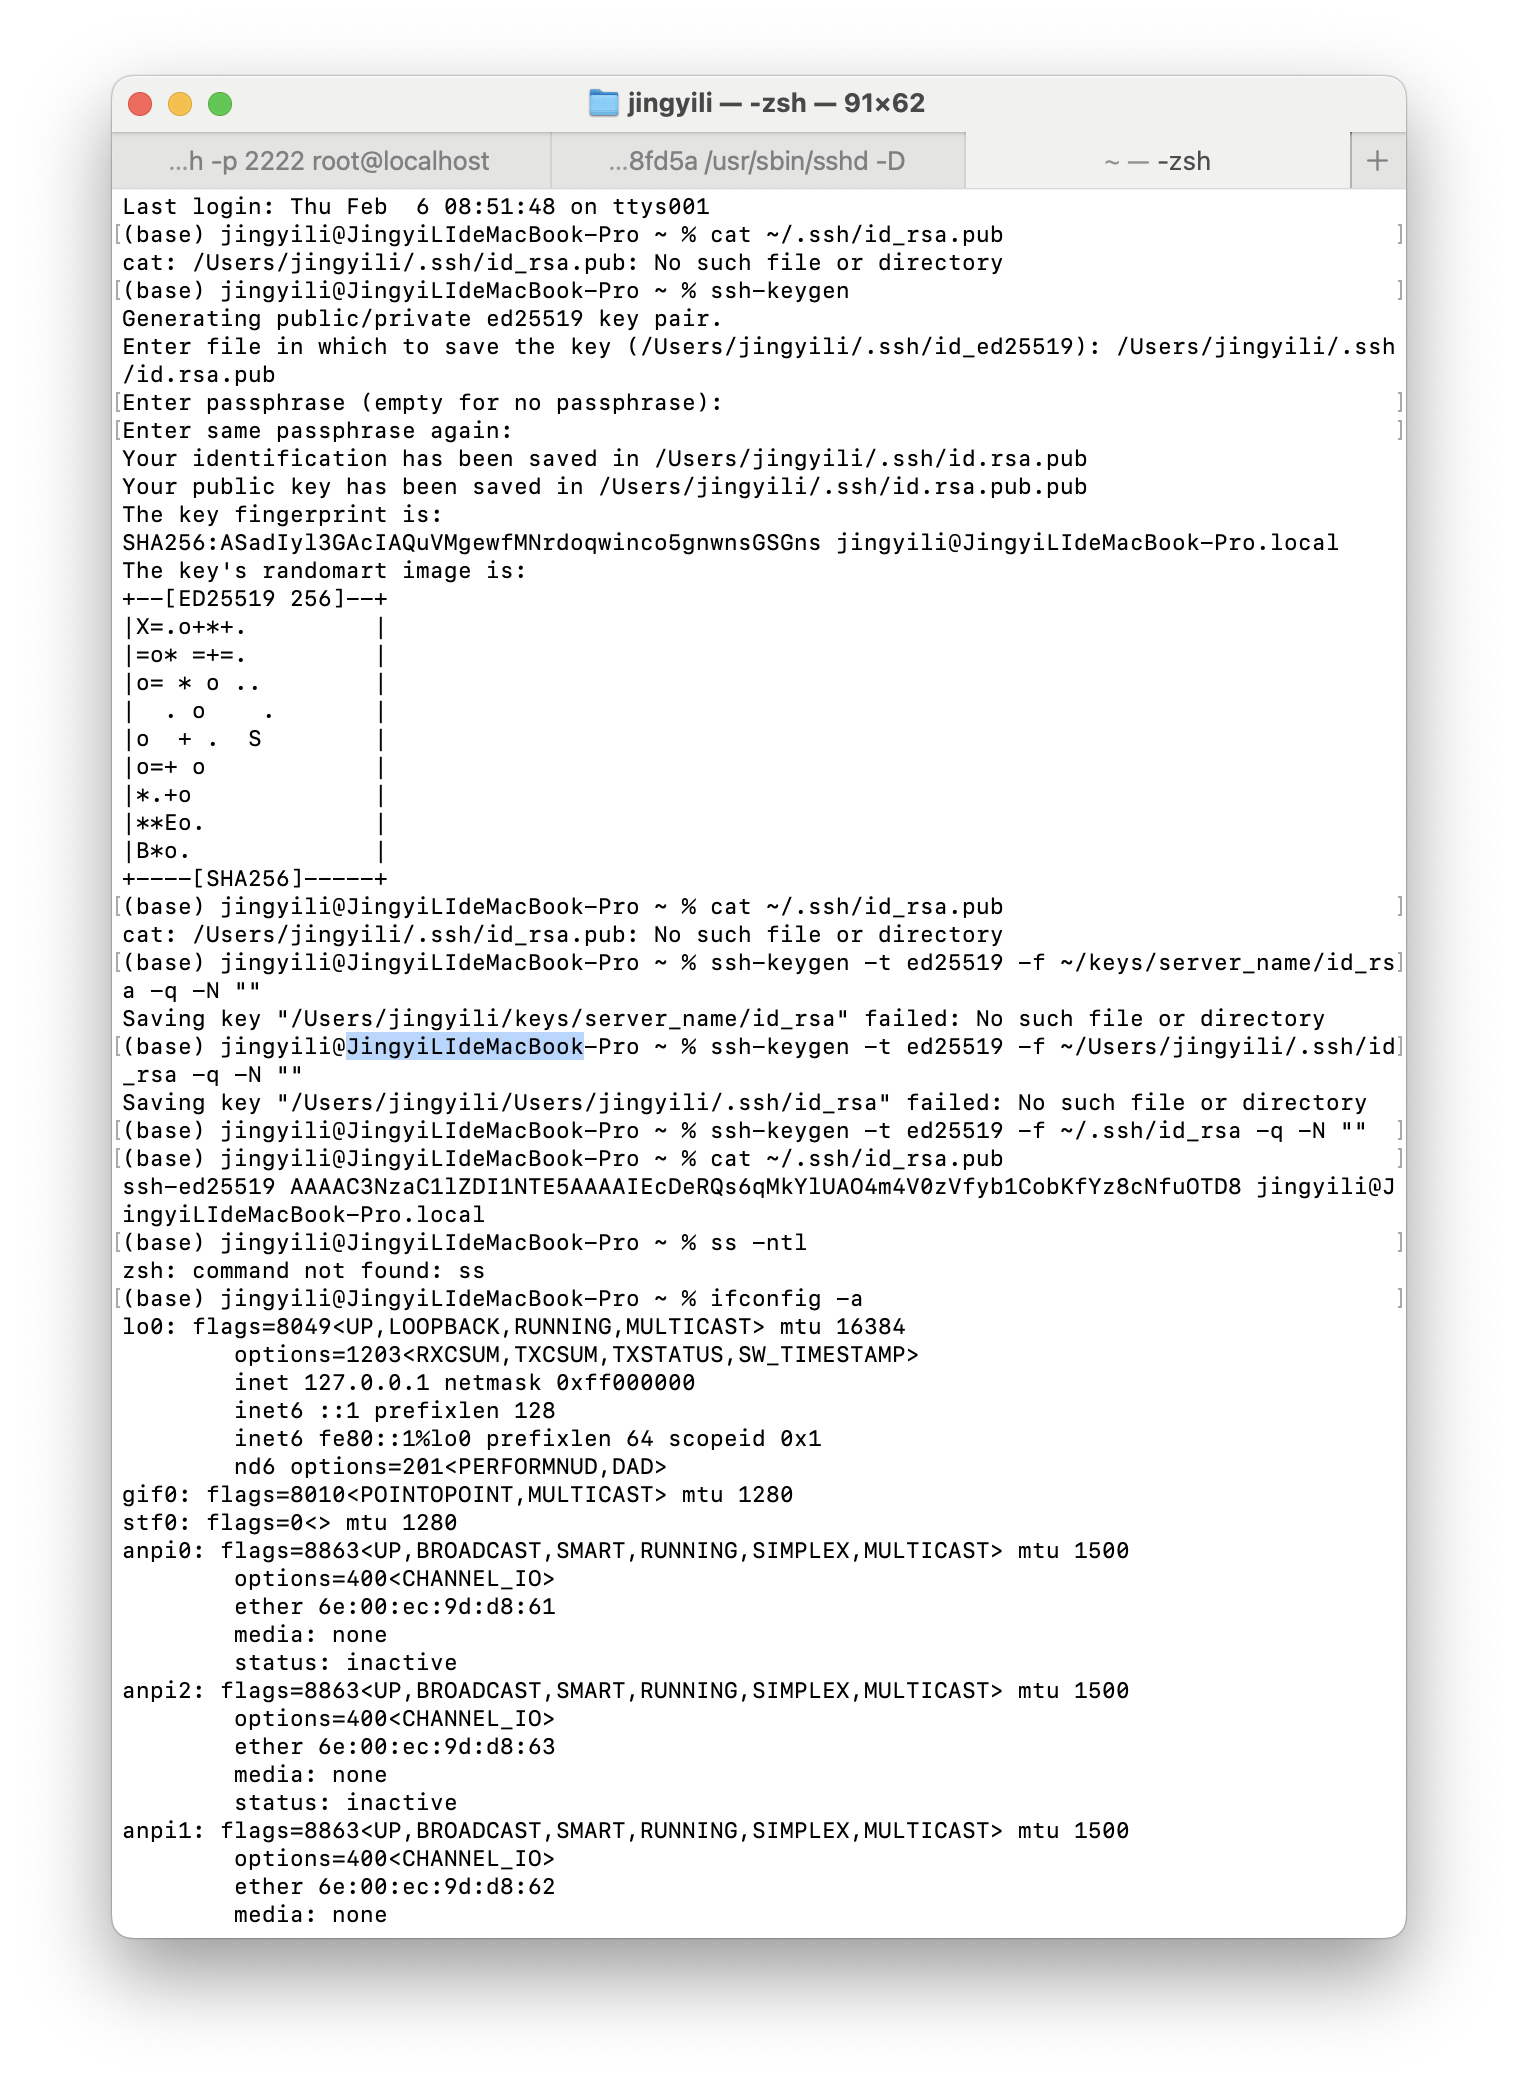 jingyili — -zsh — 91×62
...h -p 2222 root@localhost ...8fd5a /usr/sbin/sshd -D ~ — -zsh +
Last login: Thu Feb  6 08:51:48 on ttys001
[(base) jingyili@JingyiLIdeMacBook-Pro ~ % cat ~/.ssh/id_rsa.pub ]
cat: /Users/jingyili/.ssh/id_rsa.pub: No such file or directory
[(base) jingyili@JingyiLIdeMacBook-Pro ~ % ssh-keygen ]
Generating public/private ed25519 key pair.
Enter file in which to save the key (/Users/jingyili/.ssh/id_ed25519): /Users/jingyili/.ssh
/id.rsa.pub
[Enter passphrase (empty for no passphrase): ]
[Enter same passphrase again: ]
Your identification has been saved in /Users/jingyili/.ssh/id.rsa.pub
Your public key has been saved in /Users/jingyili/.ssh/id.rsa.pub.pub
The key fingerprint is:
SHA256:ASadIyl3GAcIAQuVMgewfMNrdoqwinco5gnwnsGSGns jingyili@JingyiLIdeMacBook-Pro.local
The key's randomart image is:
+--[ED25519 256]--+
|X=.o+*+.         |
|=o* =+=.         |
|o= * o ..        |
|  . o    .       |
|o  + .  S        |
|o=+ o            |
|*.+o             |
|**Eo.            |
|B*o.             |
+----[SHA256]-----+
[(base) jingyili@JingyiLIdeMacBook-Pro ~ % cat ~/.ssh/id_rsa.pub ]
cat: /Users/jingyili/.ssh/id_rsa.pub: No such file or directory
[(base) jingyili@JingyiLIdeMacBook-Pro ~ % ssh-keygen -t ed25519 -f ~/keys/server_name/id_rs]
a -q -N ""
Saving key "/Users/jingyili/keys/server_name/id_rsa" failed: No such file or directory
[(base) jingyili@JingyiLIdeMacBook-Pro ~ % ssh-keygen -t ed25519 -f ~/Users/jingyili/.ssh/id]
_rsa -q -N ""
Saving key "/Users/jingyili/Users/jingyili/.ssh/id_rsa" failed: No such file or directory
[(base) jingyili@JingyiLIdeMacBook-Pro ~ % ssh-keygen -t ed25519 -f ~/.ssh/id_rsa -q -N "" ]
[(base) jingyili@JingyiLIdeMacBook-Pro ~ % cat ~/.ssh/id_rsa.pub ]
ssh-ed25519 AAAAC3NzaC1lZDI1NTE5AAAAIEcDeRQs6qMkYlUAO4m4V0zVfyb1CobKfYz8cNfuOTD8 jingyili@J
ingyiLIdeMacBook-Pro.local
[(base) jingyili@JingyiLIdeMacBook-Pro ~ % ss -ntl ]
zsh: command not found: ss
[(base) jingyili@JingyiLIdeMacBook-Pro ~ % ifconfig -a ]
lo0: flags=8049<UP,LOOPBACK,RUNNING,MULTICAST> mtu 16384
        options=1203<RXCSUM,TXCSUM,TXSTATUS,SW_TIMESTAMP>
        inet 127.0.0.1 netmask 0xff000000
        inet6 ::1 prefixlen 128
        inet6 fe80::1%lo0 prefixlen 64 scopeid 0x1
        nd6 options=201<PERFORMNUD,DAD>
gif0: flags=8010<POINTOPOINT,MULTICAST> mtu 1280
stf0: flags=0<> mtu 1280
anpi0: flags=8863<UP,BROADCAST,SMART,RUNNING,SIMPLEX,MULTICAST> mtu 1500
        options=400<CHANNEL_IO>
        ether 6e:00:ec:9d:d8:61
        media: none
        status: inactive
anpi2: flags=8863<UP,BROADCAST,SMART,RUNNING,SIMPLEX,MULTICAST> mtu 1500
        options=400<CHANNEL_IO>
        ether 6e:00:ec:9d:d8:63
        media: none
        status: inactive
anpi1: flags=8863<UP,BROADCAST,SMART,RUNNING,SIMPLEX,MULTICAST> mtu 1500
        options=400<CHANNEL_IO>
        ether 6e:00:ec:9d:d8:62
        media: none